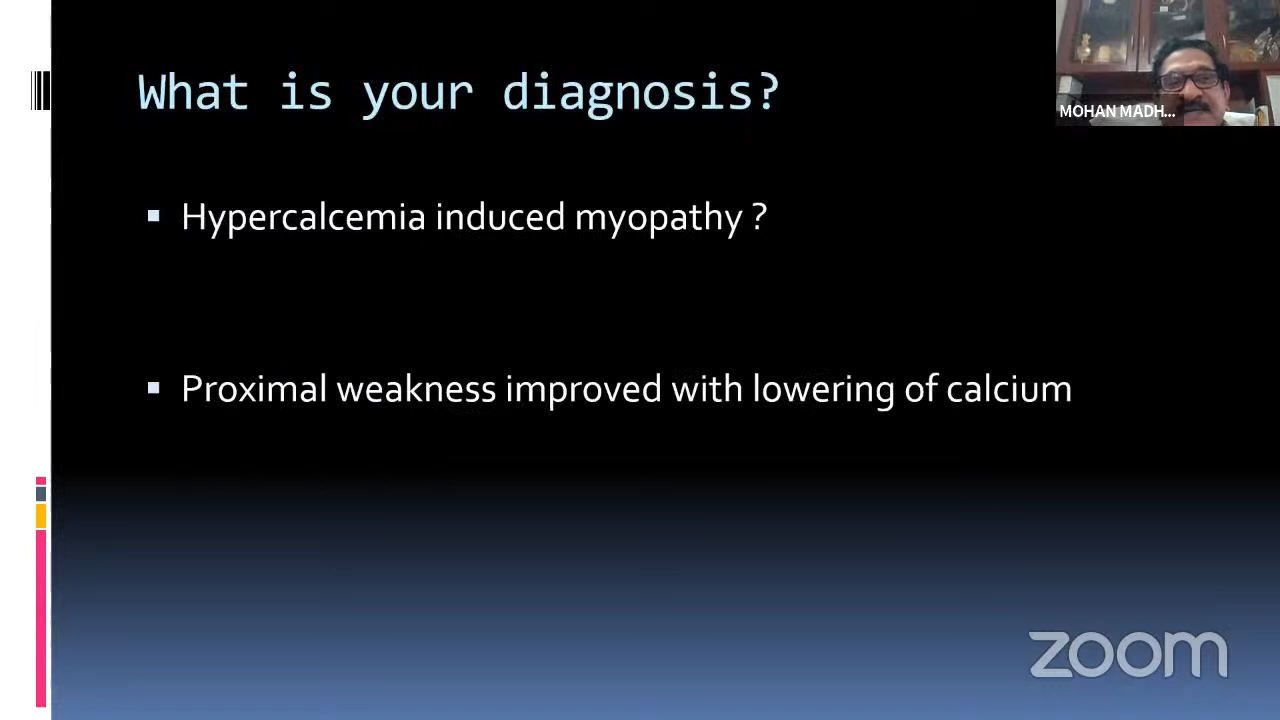 What is your diagnosis?
MOHAN MADH...
Hypercalcemia induced myopathy ?
Proximal weakness improved with lowering of calcium
zoom